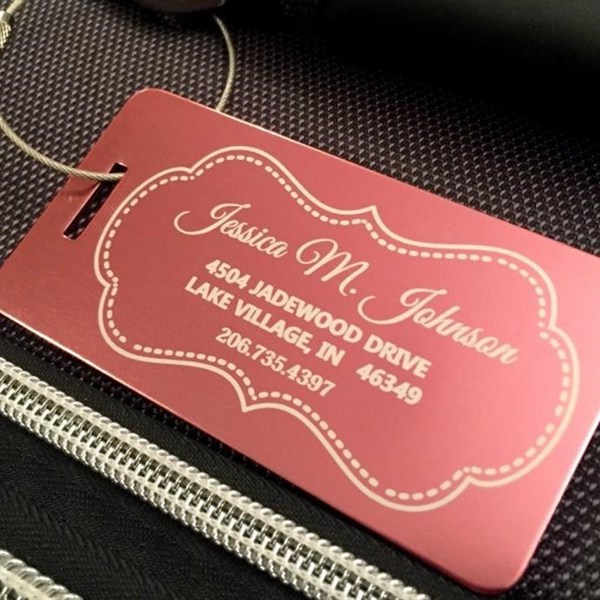 Jessica M. Johnson
4504 JADEWOOD DRIVE
LAKE VILLAGE, IN 46349
206.735.4397